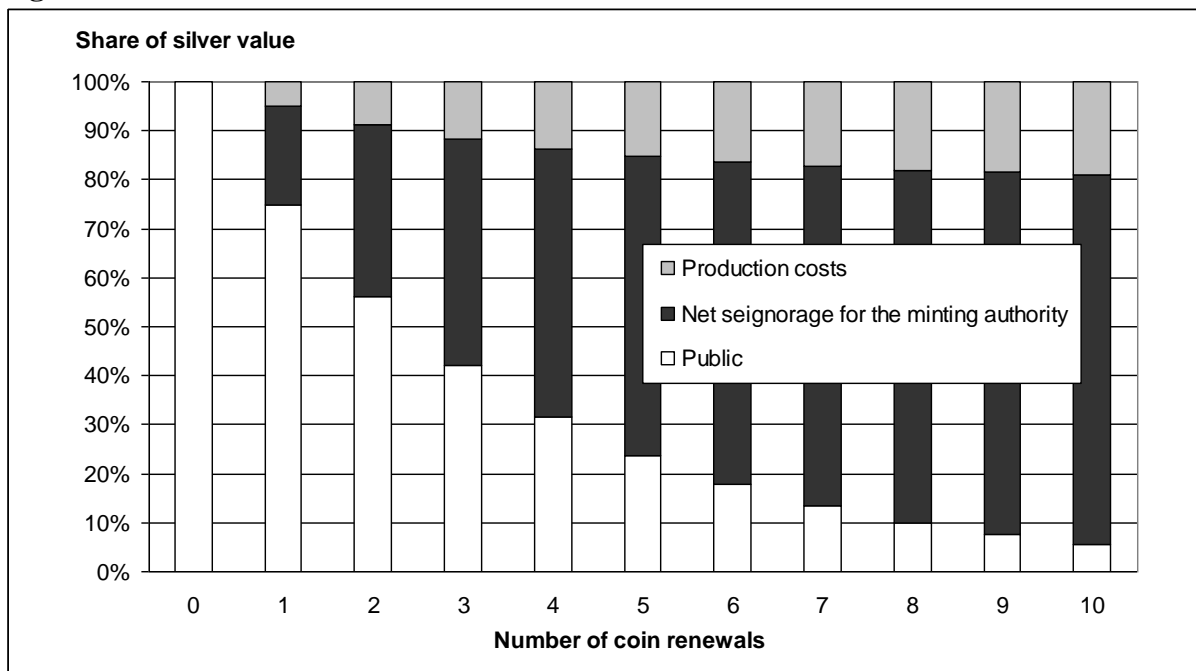 Share of silver value
100%
90%
80%
70%
60%
50%
40%
30%
20%
10%
0%
Production costs
Net seignorage for the minting authority
Public
0 1 2 3 4 5 6 7 8 9 10
Number of coin renewals